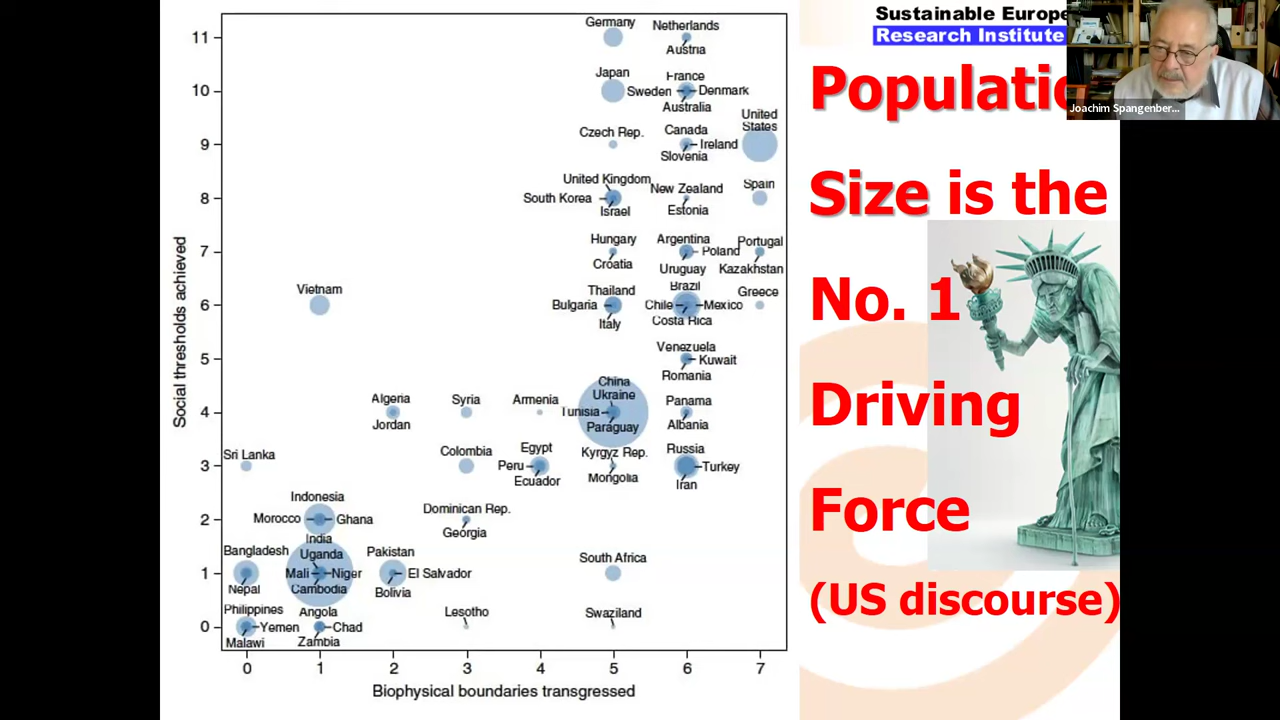 Sustainable Europe
Research Institute
Joachim Spangenber...
Population
Size is the
No. 1
Driving
Force
(US discourse)
Social thresholds achieved
11
10
9
8
7
6
5
4
3
2
1
0
Germany
Netherlands
Austria
Japan
France
Sweden
Denmark
Australia
United
States
Czech Rep.
Canada
Ireland
Slovenia
United Kingdom
South Korea
Israel
New Zealand
Estonia
Spain
Hungary
Croatia
Argentina
Poland
Uruguay
Portugal
Kazakhstan
Vietnam
Thailand
Bulgaria
Italy
Brazil
Chile
Mexico
Costa Rica
Greece
Venezuela
Kuwait
Romania
Algeria
Jordan
Syria
Armenia
China
Ukraine
Tunisia
Paraguay
Panama
Albania
Sri Lanka
Colombia
Egypt
Peru
Ecuador
Kyrgyz Rep.
Mongolia
Russia
Turkey
Iran
Indonesia
Morocco
Ghana
Dominican Rep.
Georgia
Bangladesh
Nepal
India
Uganda
Mali
Niger
Cambodia
Pakistan
El Salvador
Bolivia
South Africa
Philippines
Yemen
Malawi
Angola
Chad
Zambia
Lesotho
Swaziland
0 1 2 3 4 5 6 7
Biophysical boundaries transgressed